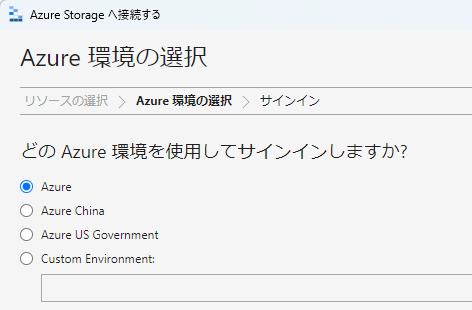 Azure Storage へ接続する
Azure 環境の選択
リソースの選択 > Azure 環境の選択 > サインイン
どの Azure 環境を使用してサインインしますか?
Azure
Azure China
Azure US Government
Custom Environment: